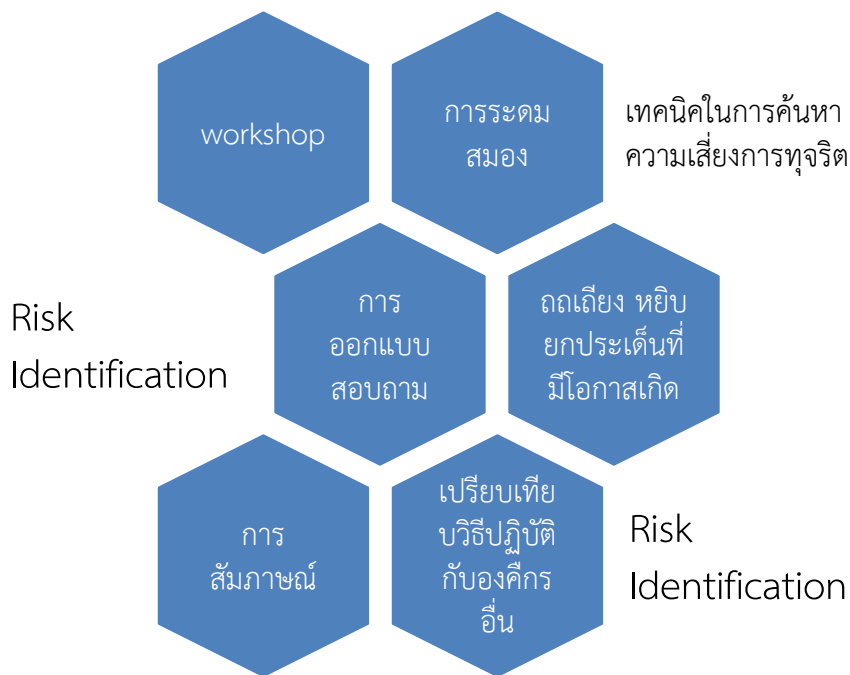 workshop
การระดม
สมอง
เทคนิคในการค้นหา
ความเสี่ยงการทุจริต
Risk
Identification
การ
ออกแบบ
สอบถาม
ถถเถียง หยิบ
ยกประเด็นที่
มีโอกาสเกิด
การ
สัมภาษณ์
เปรียบเทีย
บวิธีปฏิบัติ
กับองค์กร
อื่น
Risk
Identification